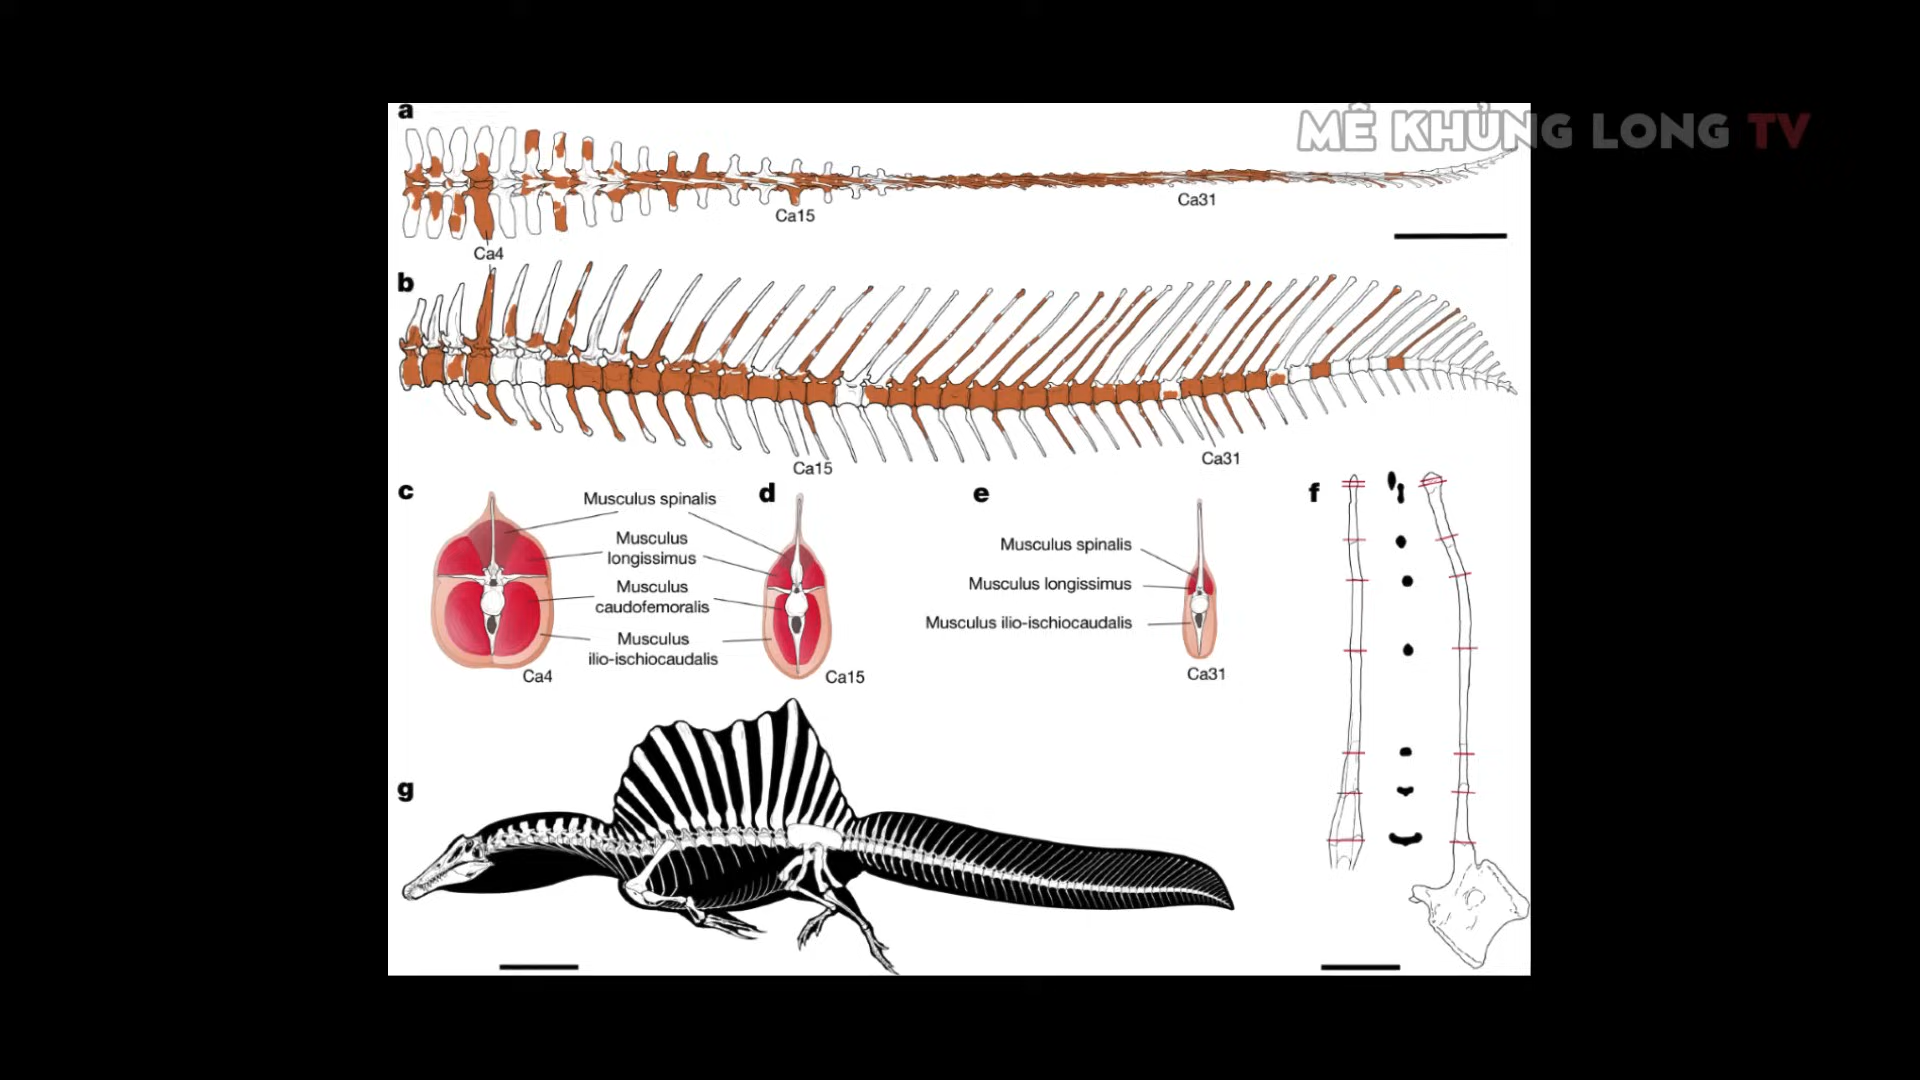 a
MÊ KHỦNG LONG TV
Ca31
Ca15
Ca4
b
Ca31
Ca15
c
Musculus spinalis
d
e
f
Musculus
longissimus
Musculus
caudofemoralis
Musculus
ilio-ischiocaudalis
Ca4
Ca15
Musculus spinalis
Musculus longissimus
Musculus ilio-ischiocaudalis
Ca31
g